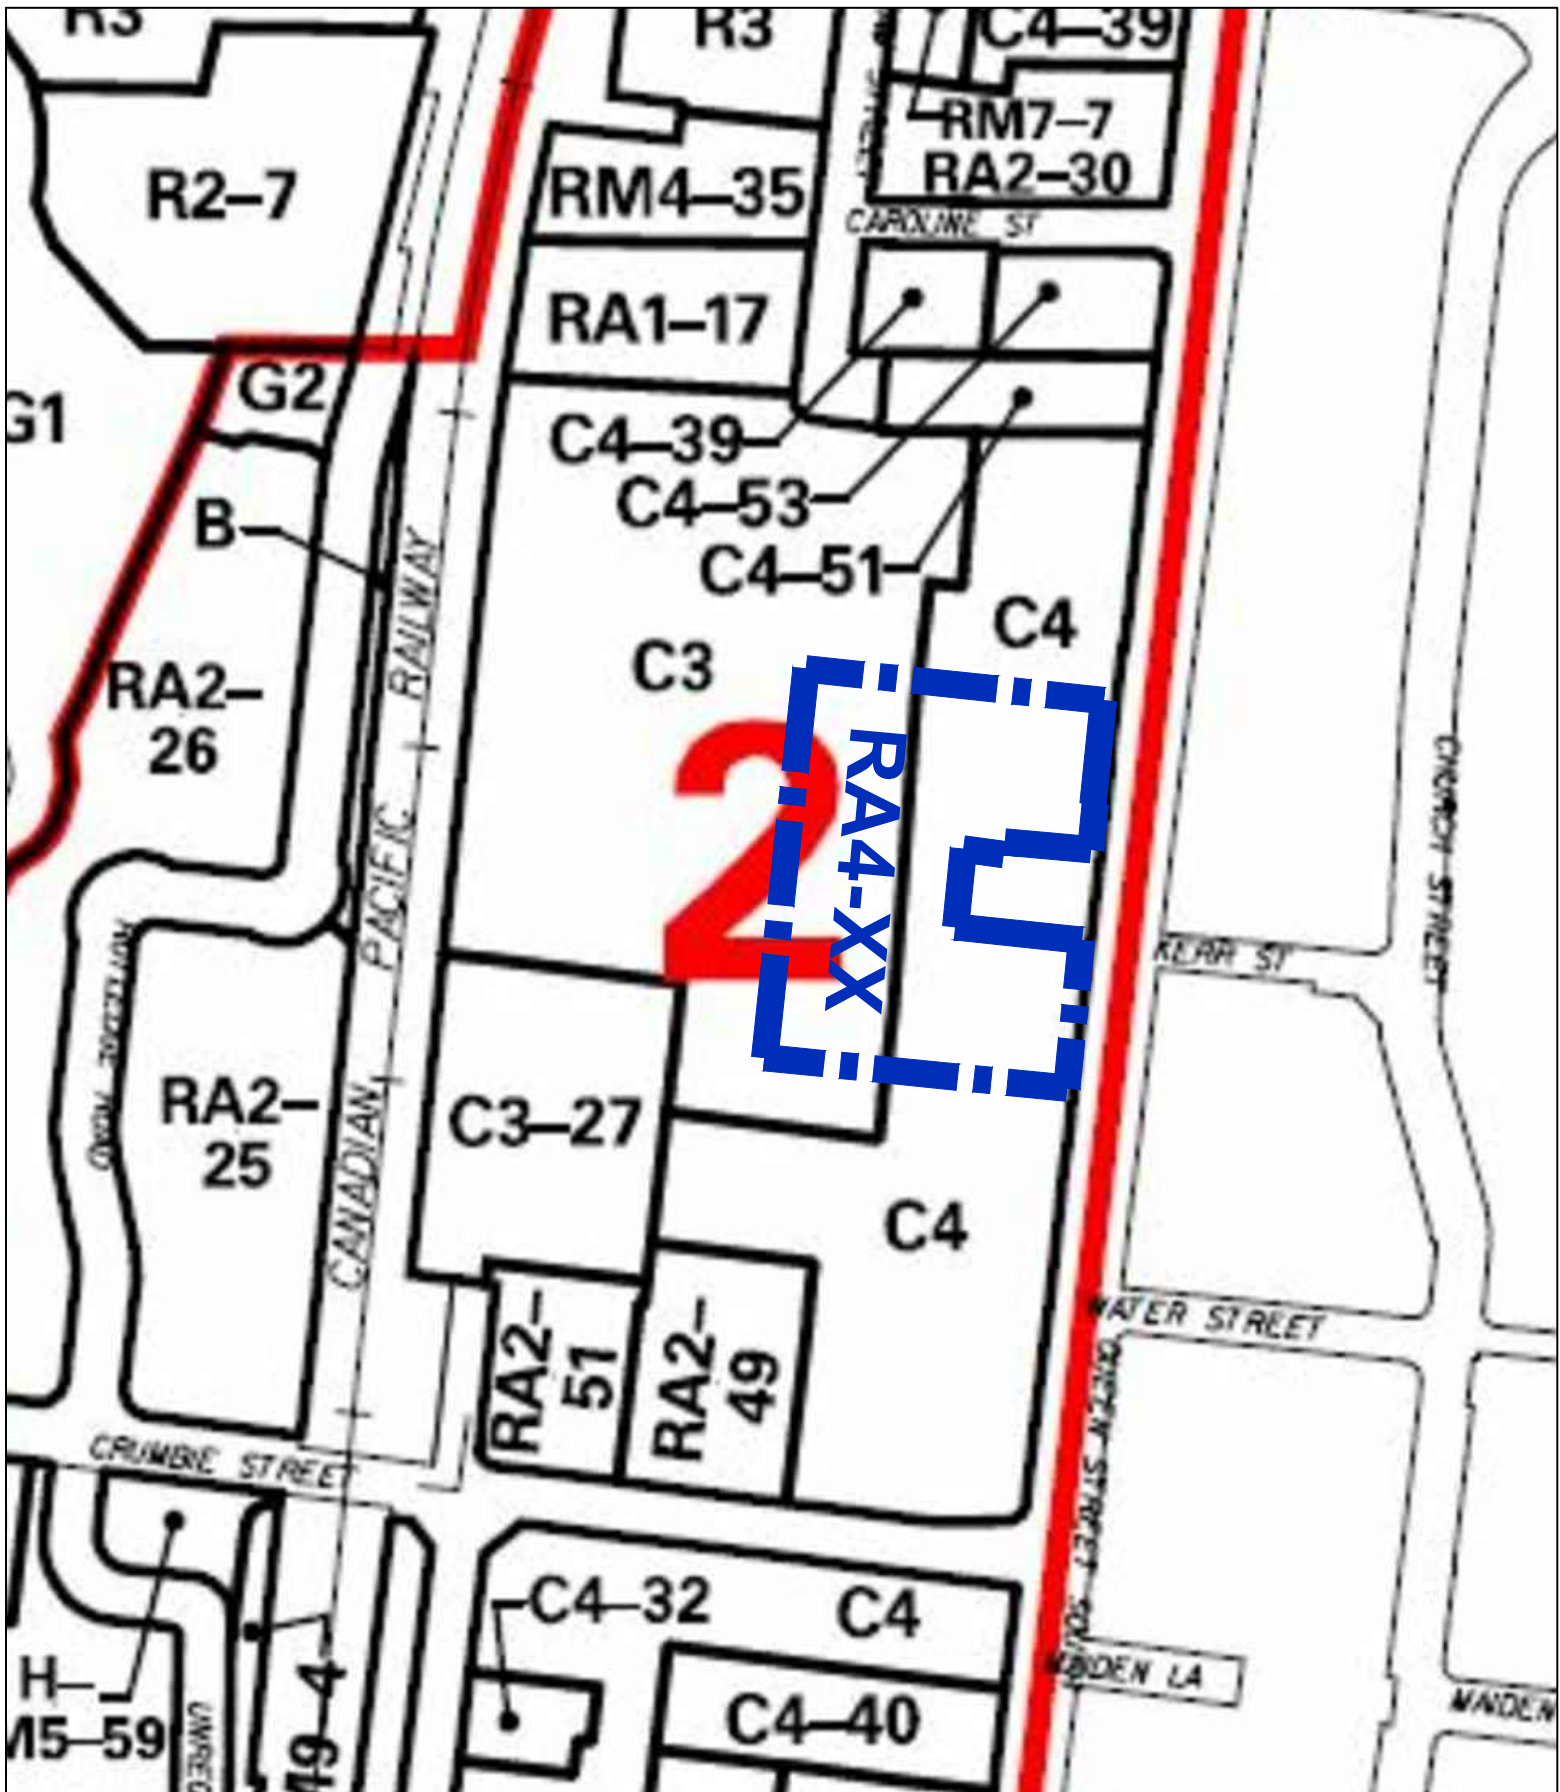 R3
R3
C4–39
RM7–7
RA2–30
R2–7
RM4–35
CAROLINE ST
RA1–17
G2
G1
C4–39
C4–53
C4–51
B
C4
C3
RA2–
26
2
RA4-XX
CANADIAN PACIFIC RAILWAY
CHURCH STREET
KERR ST
RA2–
25
C3–27
C4
WATER STREET
RA2–
51
RA2–
49
QUEEN STREET SOUTH
CRUMBIE STREET
C4–32
C4
H–
M5–59
C4–40
MAIDEN LA
MAIDEN